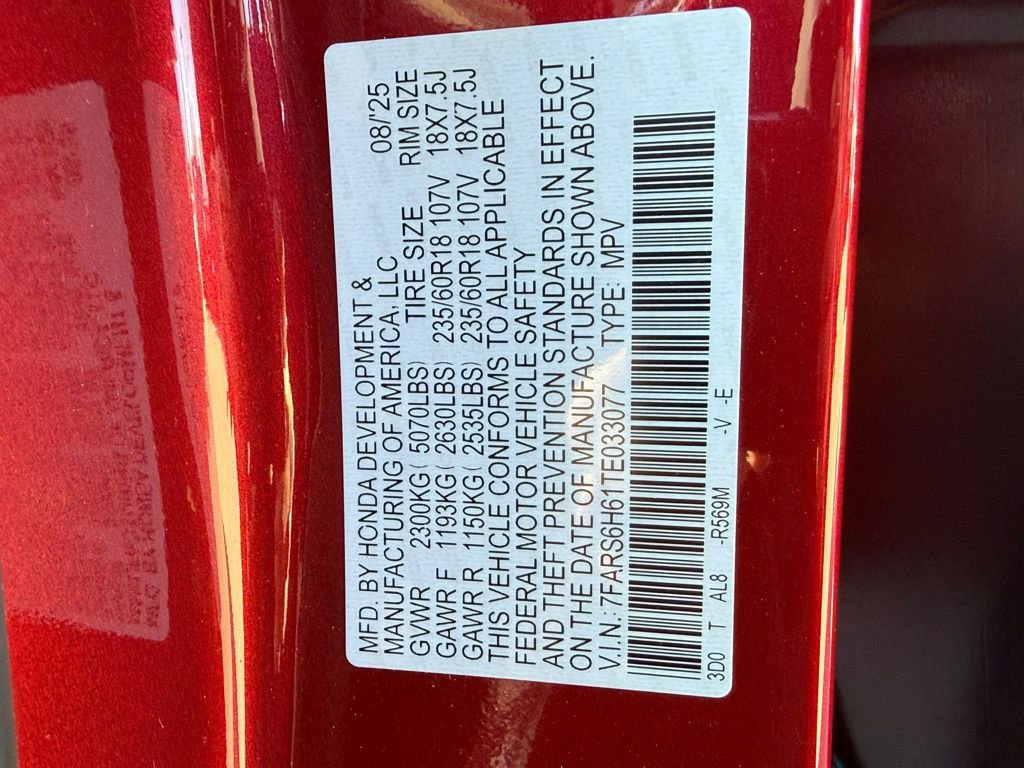 MFD. BY HONDA DEVELOPMENT &
MANUFACTURING OF AMERICA, LLC 08/'25
GVWR 2300KG( 5070LBS) TIRE SIZE RIM SIZE
GAWR F 1193KG( 2630LBS) 235/60R18 107V 18X7.5J
GAWR R 1150KG( 2535LBS) 235/60R18 107V 18X7.5J
THIS VEHICLE CONFORMS TO ALL APPLICABLE
FEDERAL MOTOR VEHICLE SAFETY
AND THEFT PREVENTION STANDARDS IN EFFECT
ON THE DATE OF MANUFACTURE SHOWN ABOVE.
V.I.N.: 7FARS6H61TE033077 TYPE: MPV
3D0 T AL8 -R569M -V -E